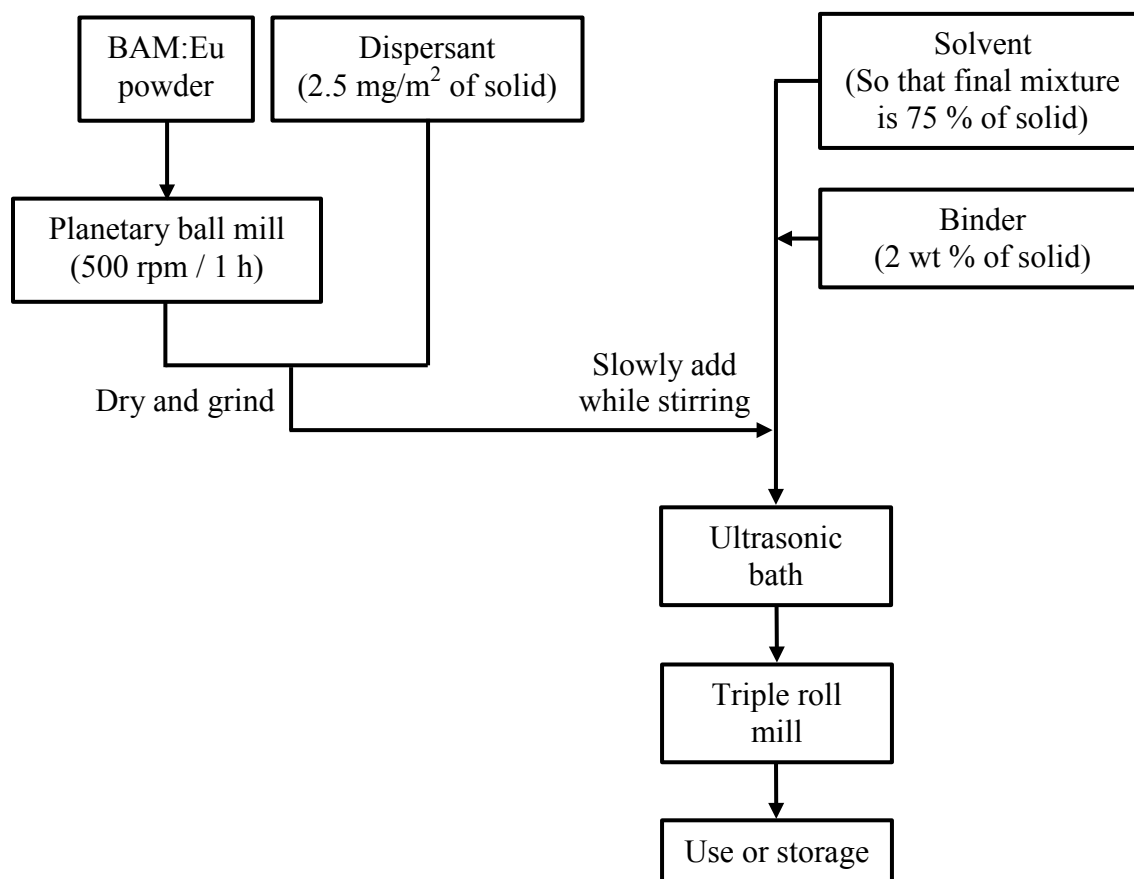 BAM:Eu
powder
Dispersant
(2.5 mg/m² of solid)
Solvent
(So that final mixture
is 75 % of solid)
Planetary ball mill
(500 rpm / 1 h)
Binder
(2 wt % of solid)
Dry and grind
Slowly add
while stirring
Ultrasonic
bath
Triple roll
mill
Use or storage